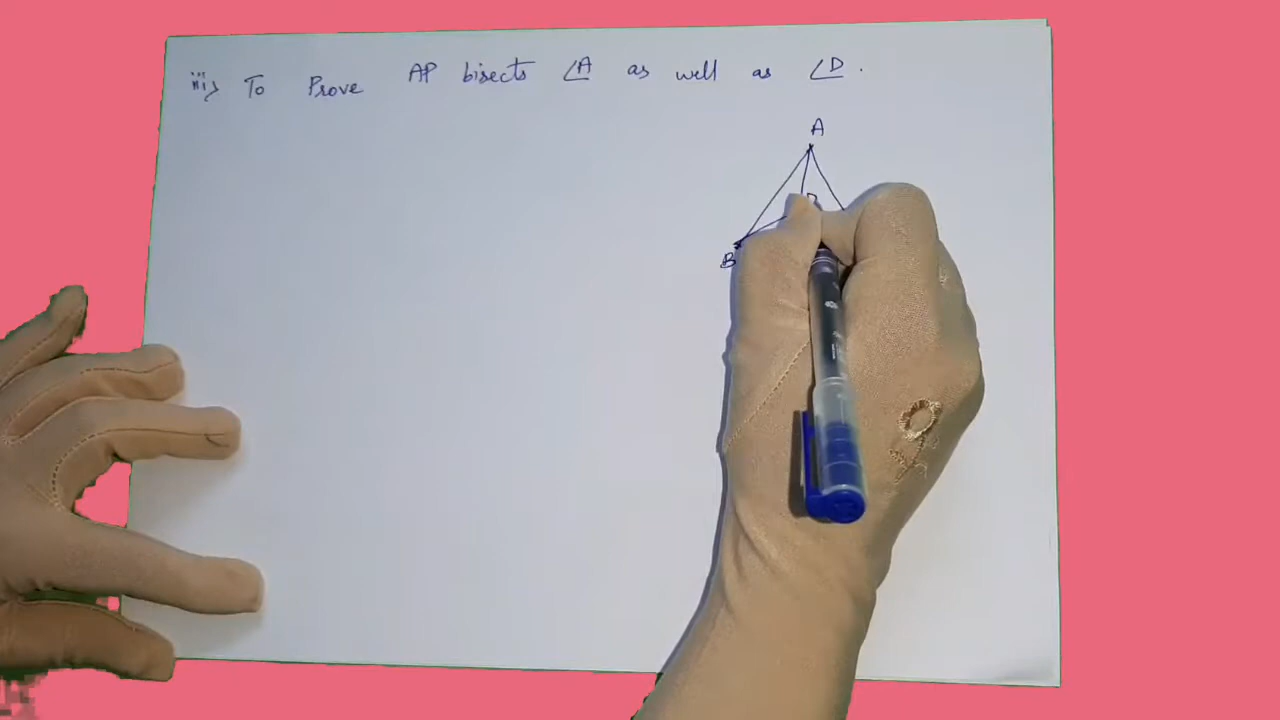 iii) To Prove AP bisects ∠A as well as ∠D.
A
B